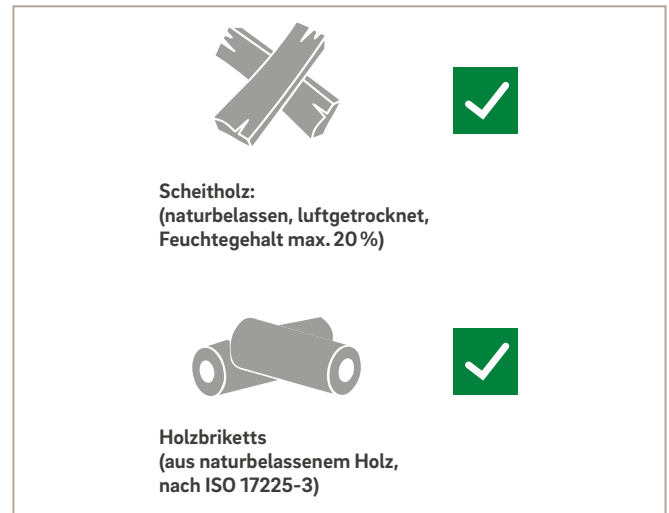 Scheitholz:
(naturbelassen, luftgetrocknet,
Feuchtegehalt max. 20 %)
Holzbriketts
(aus naturbelassenem Holz,
nach ISO 17225-3)